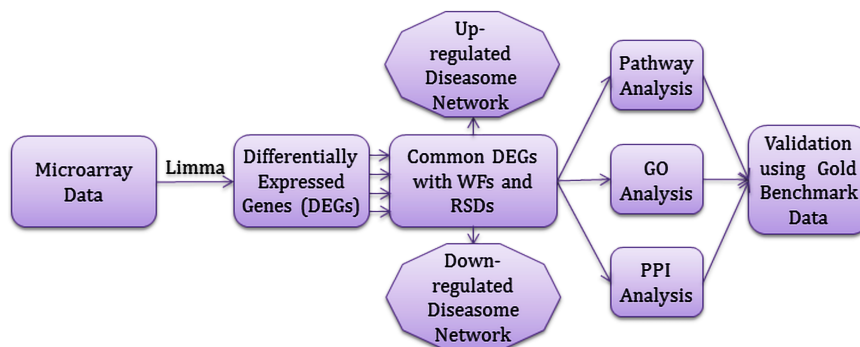 Microarray
Data
Limma
Differentially
Expressed
Genes (DEGs)
Up-
regulated
Diseasome
Network
Common DEGs
with WFs and
RSDs
Down-
regulated
Diseasome
Network
Pathway
Analysis
GO
Analysis
PPI
Analysis
Validation
using Gold
Benchmark
Data